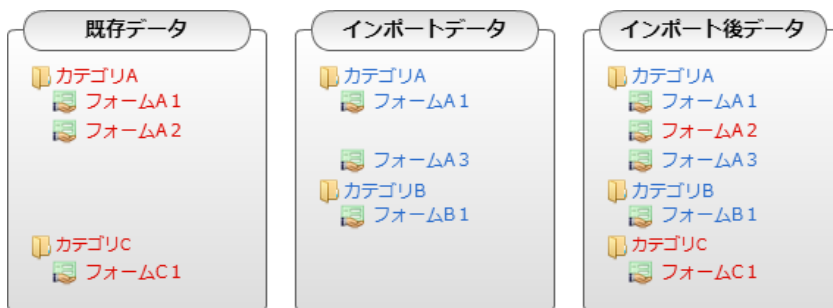 既存データ
カテゴリA
フォームA1
フォームA2
カテゴリC
フォームC1
インポートデータ
カテゴリA
フォームA1
フォームA3
カテゴリB
フォームB1
インポート後データ
カテゴリA
フォームA1
フォームA2
フォームA3
カテゴリB
フォームB1
カテゴリC
フォームC1